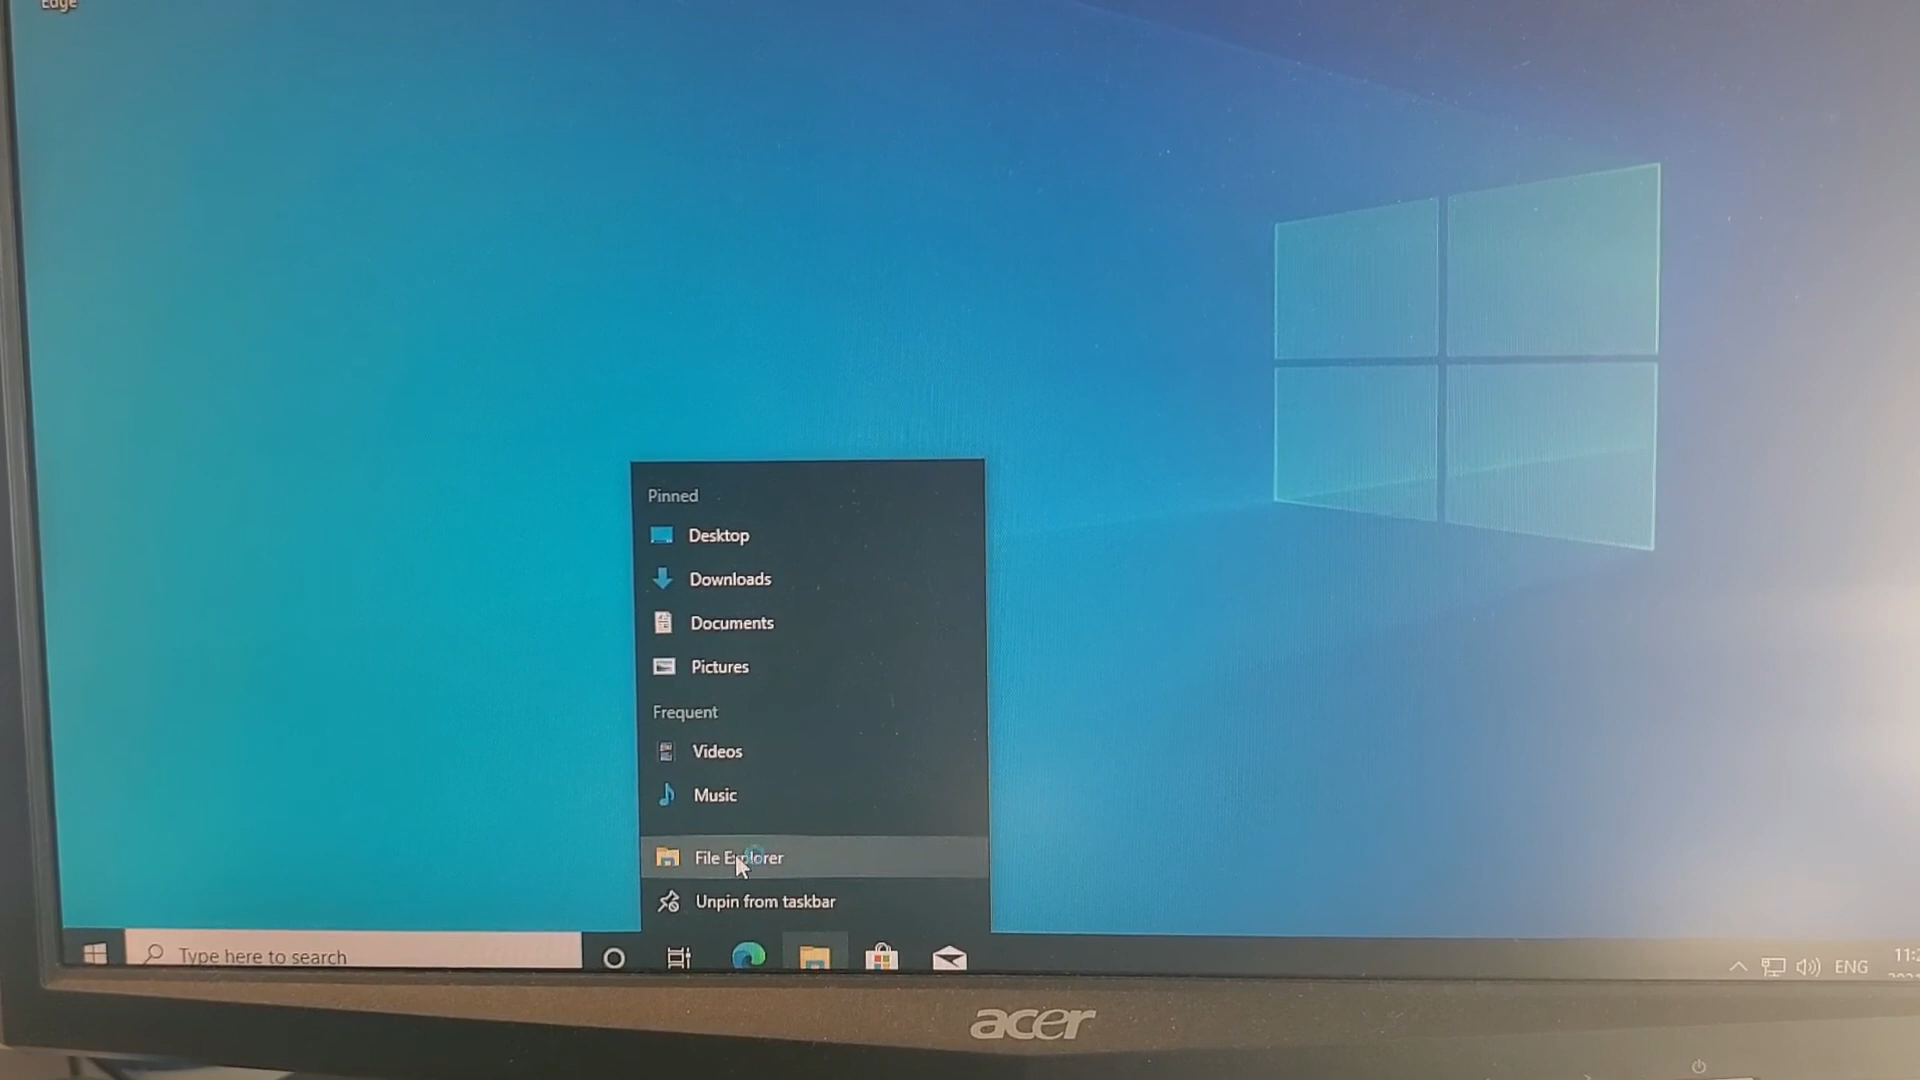 Edge
Pinned
Desktop
Downloads
Documents
Pictures
Frequent
Videos
Music
File Explorer
Unpin from taskbar
Type here to search
ENG
acer